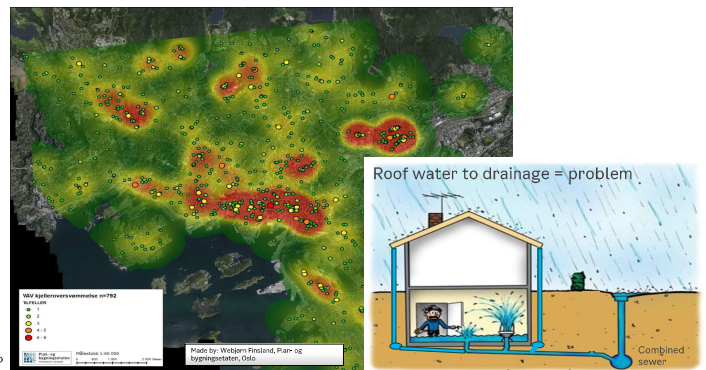 VAV kjelleroversvømmelse n=792
TILFELLER
1
2
3
4 - 5
6 - 8
Plan- og
bygningsetaten
Målestokk 1:60 000
Made by: Webjørn Finsland, Plan- og
bygningsetaten, Oslo
Roof water to drainage = problem
Combined
sewer